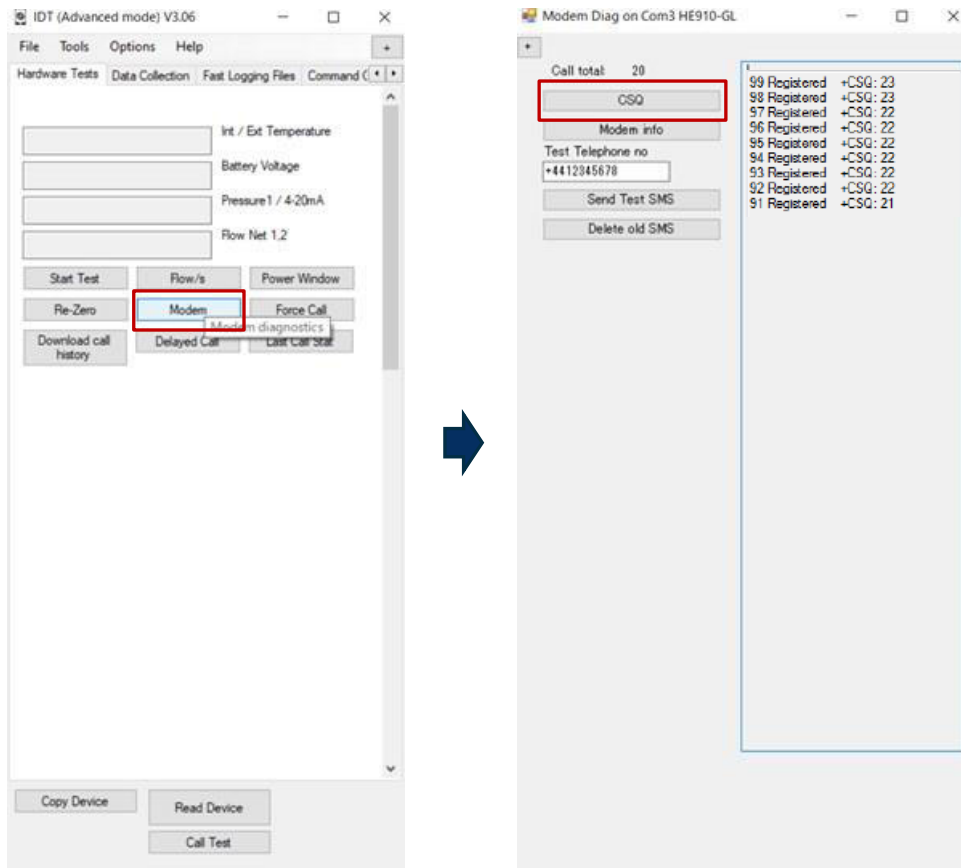 IDT (Advanced mode) V3.06
File Tools Options Help +
Hardware Tests Data Collection Fast Logging Files Command C
Int / Ext Temperature
Battery Voltage
Pressure1 / 4-20mA
Flow Net 1,2
Start Test Flow/s Power Window
Re-Zero Modem Force Call
Modem diagnostics
Download call history Delayed Call Last Call Stat
Copy Device Read Device
Call Test
Modem Diag on Com3 HE910-GL
+
Call total: 20
CSQ
Modem info
Test Telephone no
+4412345678
Send Test SMS
Delete old SMS
99 Registered +CSQ: 23
98 Registered +CSQ: 23
97 Registered +CSQ: 22
96 Registered +CSQ: 22
95 Registered +CSQ: 22
94 Registered +CSQ: 22
93 Registered +CSQ: 22
92 Registered +CSQ: 22
91 Registered +CSQ: 21